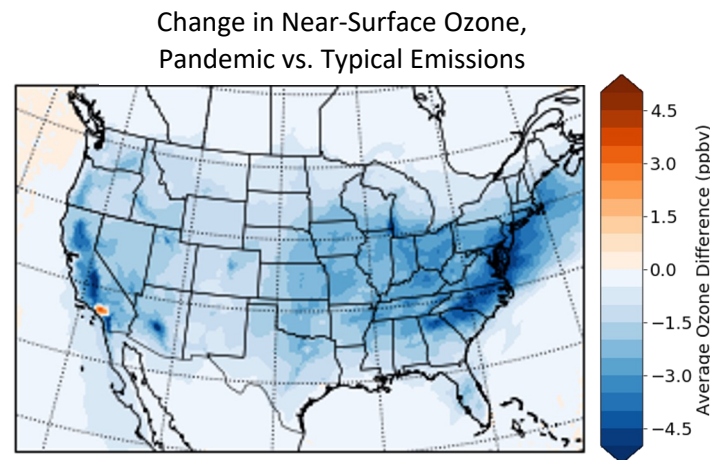 Change in Near-Surface Ozone,
Pandemic vs. Typical Emissions
4.5
3.0
1.5
0.0
−1.5
−3.0
−4.5
Average Ozone Difference (ppbv)